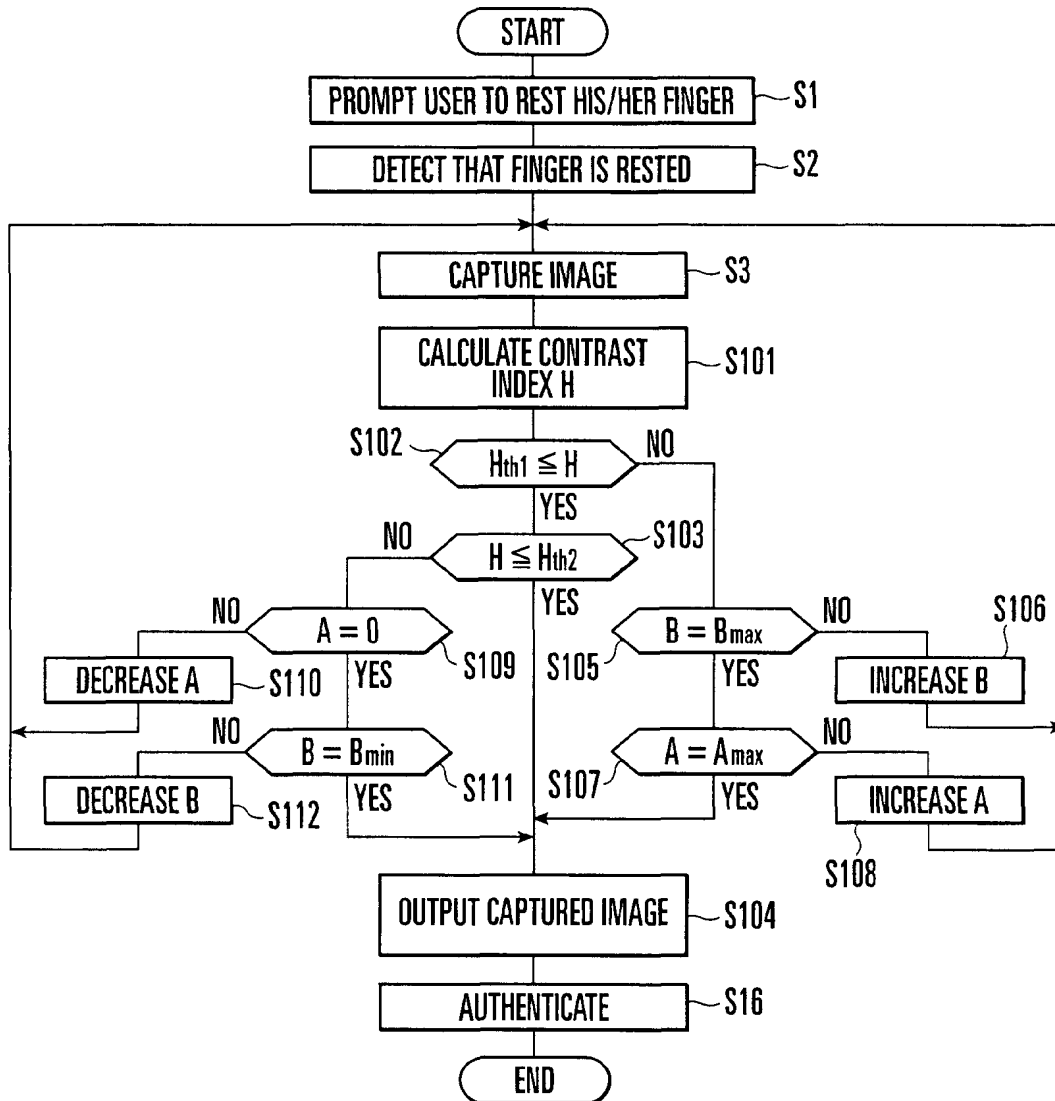 START
PROMPT USER TO REST HIS/HER FINGER
S1
DETECT THAT FINGER IS RESTED
S2
CAPTURE IMAGE
S3
CALCULATE CONTRAST
INDEX H
S101
S102
Hth1 ≦ H
NO
YES
NO
H ≦ Hth2
S103
YES
NO
A = 0
S109
YES
DECREASE A
S110
S105
B = Bmax
NO
YES
S106
INCREASE B
NO
B = Bmin
S111
YES
DECREASE B
S112
S107
A = Amax
NO
YES
INCREASE A
S108
OUTPUT CAPTURED IMAGE
S104
AUTHENTICATE
S16
END